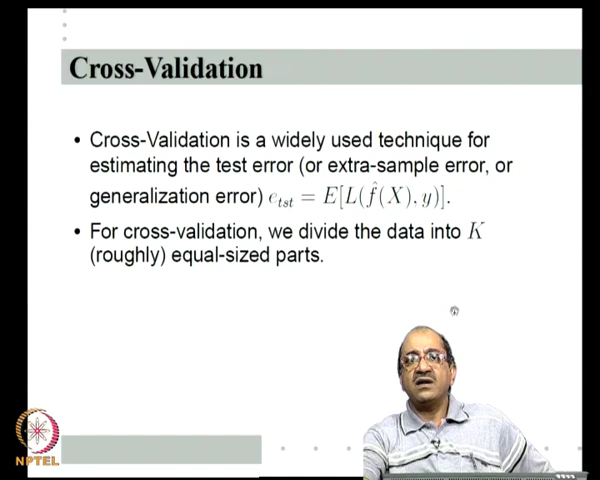 Cross-Validation
• Cross-Validation is a widely used technique for
estimating the test error (or extra-sample error, or
generalization error) $e_{tst} = E[L(\hat{f}(X), y)]$.
• For cross-validation, we divide the data into $K$
(roughly) equal-sized parts.
NPTEL